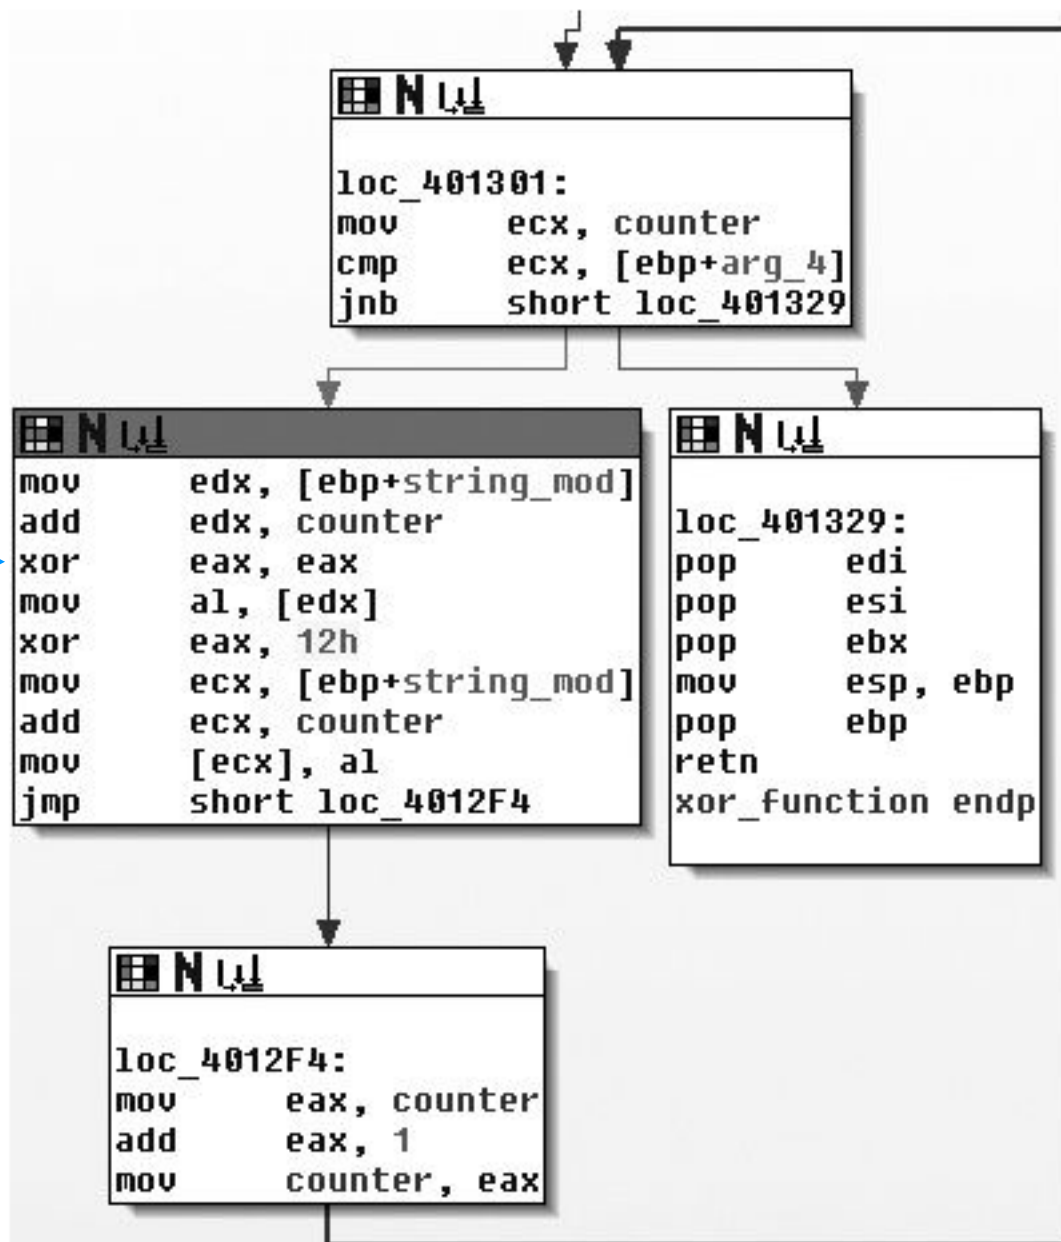 loc_401301:
mov ecx, counter
cmp ecx, [ebp+arg_4]
jnb short loc_401329
mov edx, [ebp+string_mod]
add edx, counter
xor eax, eax
mov al, [edx]
xor eax, 12h
mov ecx, [ebp+string_mod]
add ecx, counter
mov [ecx], al
jmp short loc_4012F4
loc_401329:
pop edi
pop esi
pop ebx
mov esp, ebp
pop ebp
retn
xor_function endp
loc_4012F4:
mov eax, counter
add eax, 1
mov counter, eax